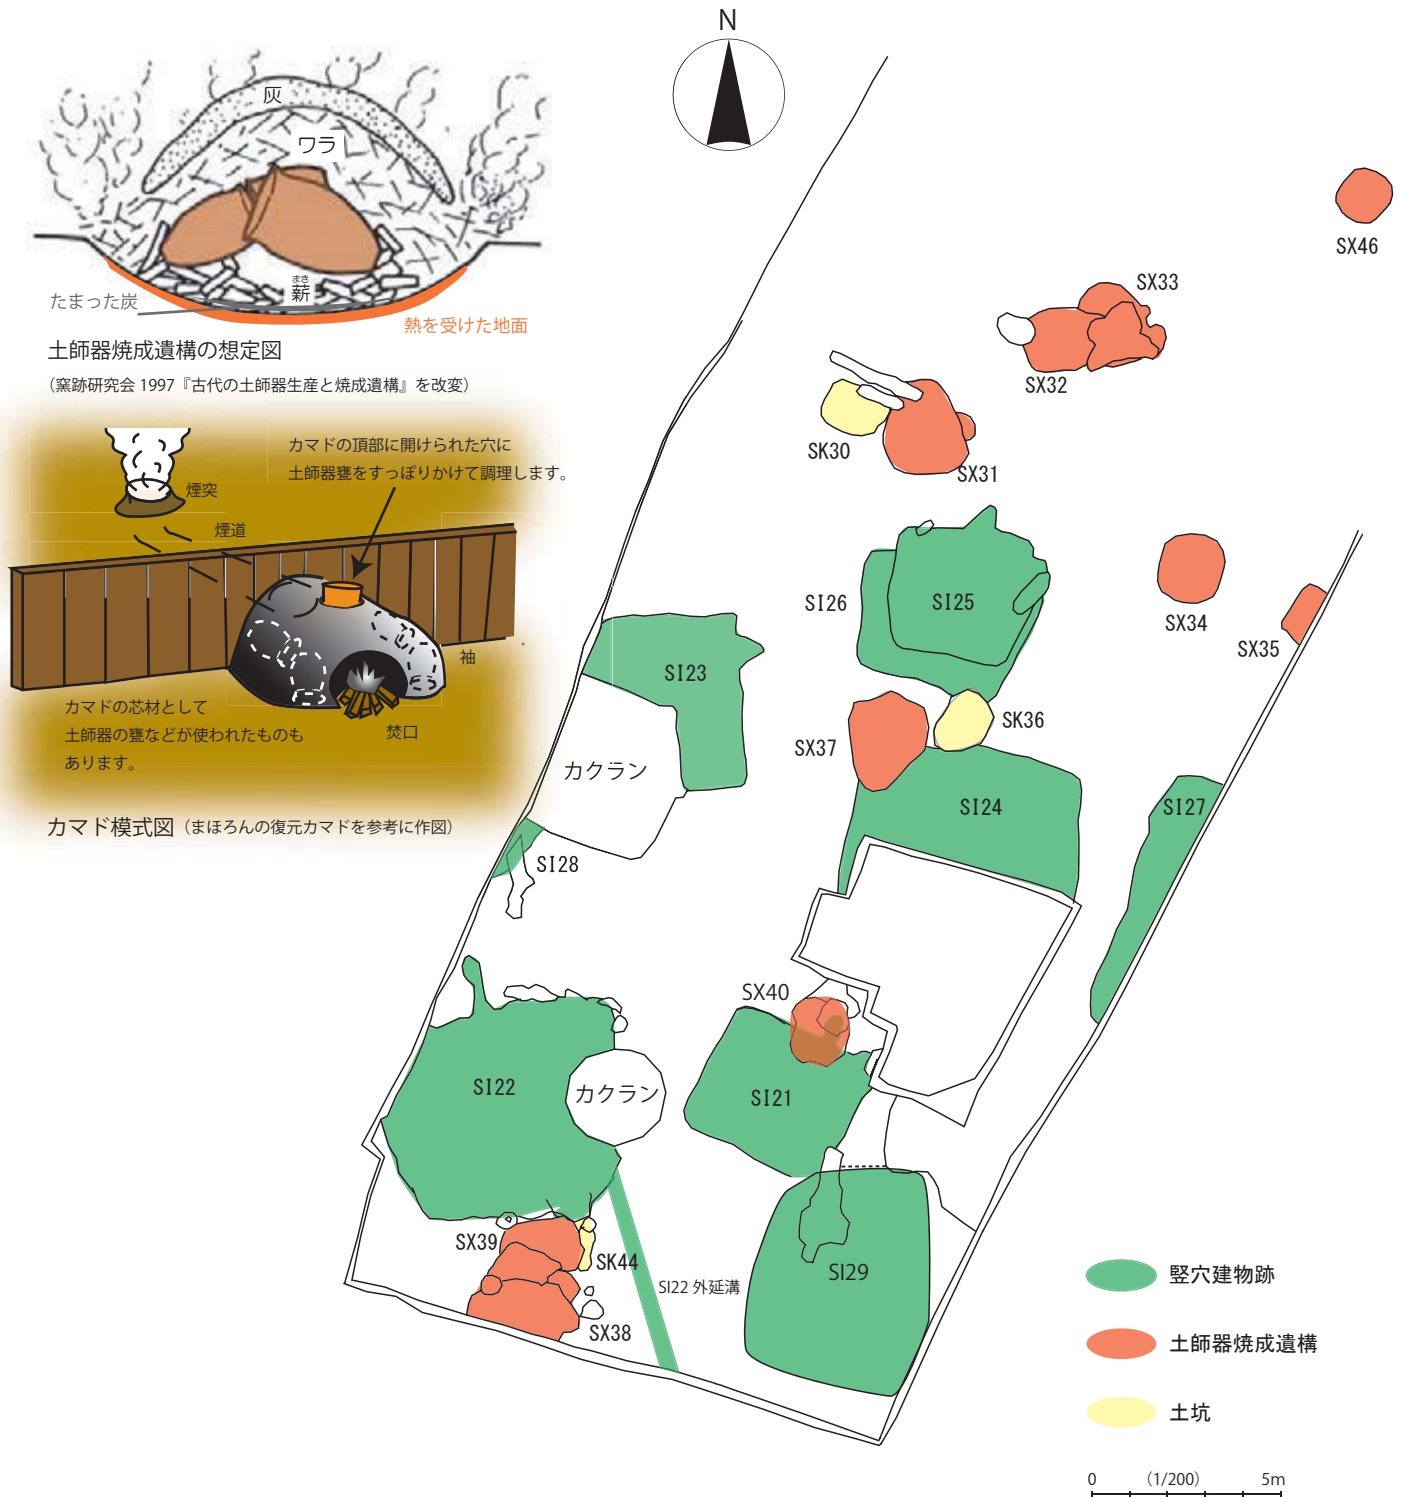 灰
ワラ
まき
薪
たまった炭
熱を受けた地面
土師器焼成遺構の想定図
（窯跡研究会 1997『古代の土師器生産と焼成遺構』を改変）
カマドの頂部に開けられた穴に
土師器甕をすっぽりかけて調理します。
煙突
煙道
袖
カマドの芯材として
土師器の甕などが使われたものも
あります。
焚口
カマド模式図（まほろんの復元カマドを参考に作図）
N
SX46
SX33
SX32
SK30
SX31
SI26
SI25
SX34
SX35
SI23
SK36
SX37
カクラン
SI24
SI27
SI28
SX40
SI22
カクラン
SI21
SX39
SK44
SI22 外延溝
SI29
SX38
竪穴建物跡
土師器焼成遺構
土坑
0 （1/200） 5m